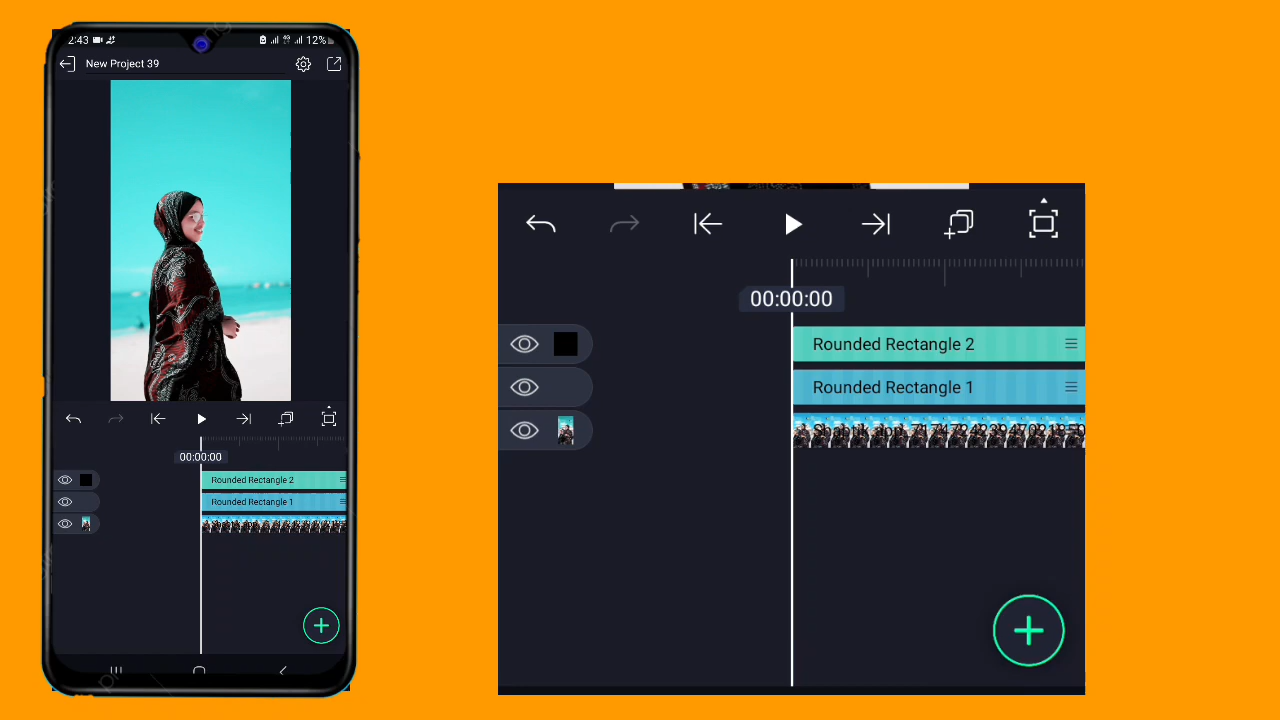 2:43
12%
New Project 39
00:00:00
Rounded Rectangle 2
Rounded Rectangle 1
00:00:00
Rounded Rectangle 2
Rounded Rectangle 1